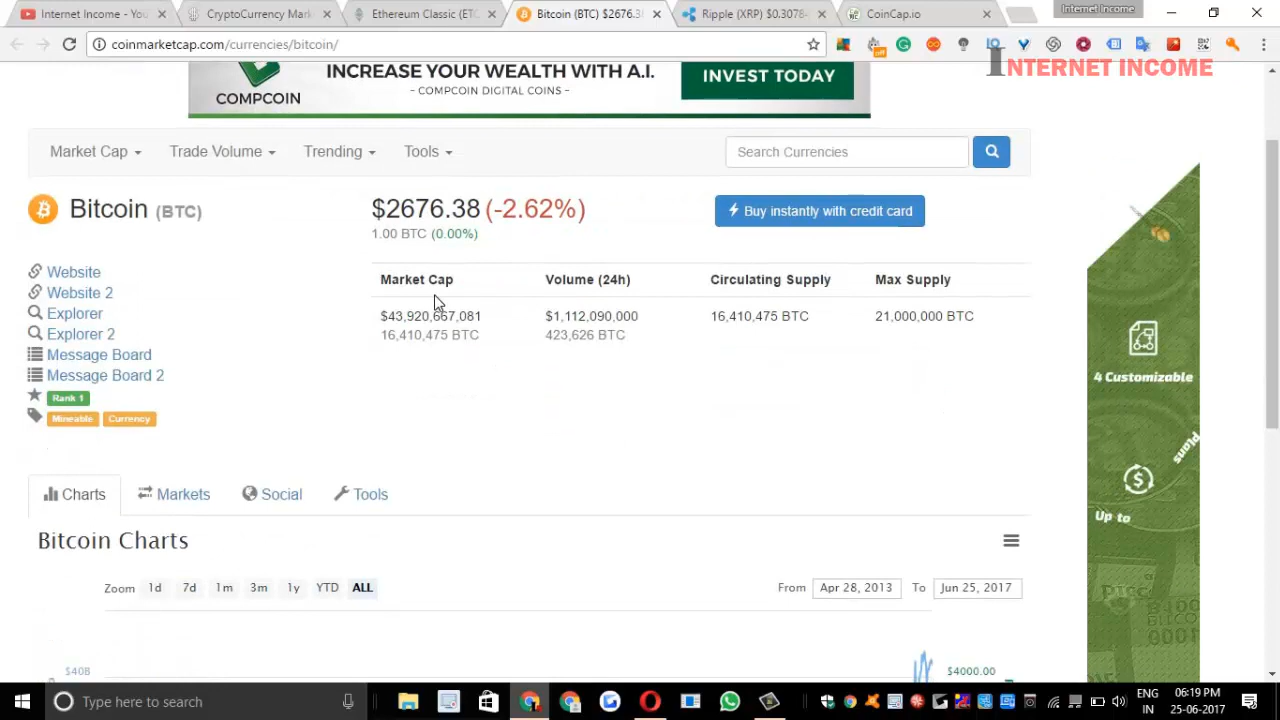 Internet Income - You
CryptoCurrency Market
Ethereum Classic (ETC
Bitcoin (BTC) $2676.3
Ripple (XRP) $0.3078
CoinCap.io
Internet Income
coinmarketcap.com/currencies/bitcoin/
off
INTERNET INCOME
COMPCOIN
INCREASE YOUR WEALTH WITH A.I.
- COMPCOIN DIGITAL COINS -
INVEST TODAY
Market Cap
Trade Volume
Trending
Tools
Search Currencies
Bitcoin (BTC)
$2676.38 (-2.62%)
1.00 BTC (0.00%)
Buy instantly with credit card
Website
Website 2
Explorer
Explorer 2
Message Board
Message Board 2
Rank 1
Mineable Currency
Market Cap
Volume (24h)
Circulating Supply
Max Supply
$43,920,667,081
$1,112,090,000
16,410,475 BTC
21,000,000 BTC
16,410,475 BTC
423,626 BTC
4 Customizable
Plans
Up to
Charts
Markets
Social
Tools
Bitcoin Charts
Zoom 1d 7d 1m 3m 1y YTD ALL
From Apr 28, 2013 To Jun 25, 2017
$40B
$4000.00
Type here to search
ENG
IN
06:19 PM
25-06-2017